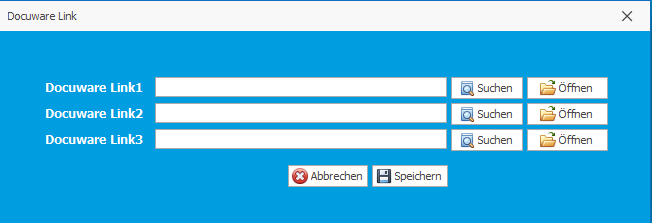 Docuware Link
Docuware Link1 Suchen Öffnen
Docuware Link2 Suchen Öffnen
Docuware Link3 Suchen Öffnen
Abbrechen Speichern